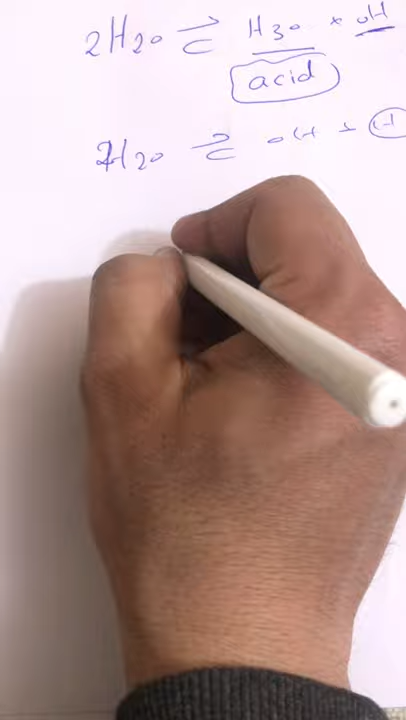 2H2O ⇌ H3O + OH
acid
H2O ⇌ OH + H